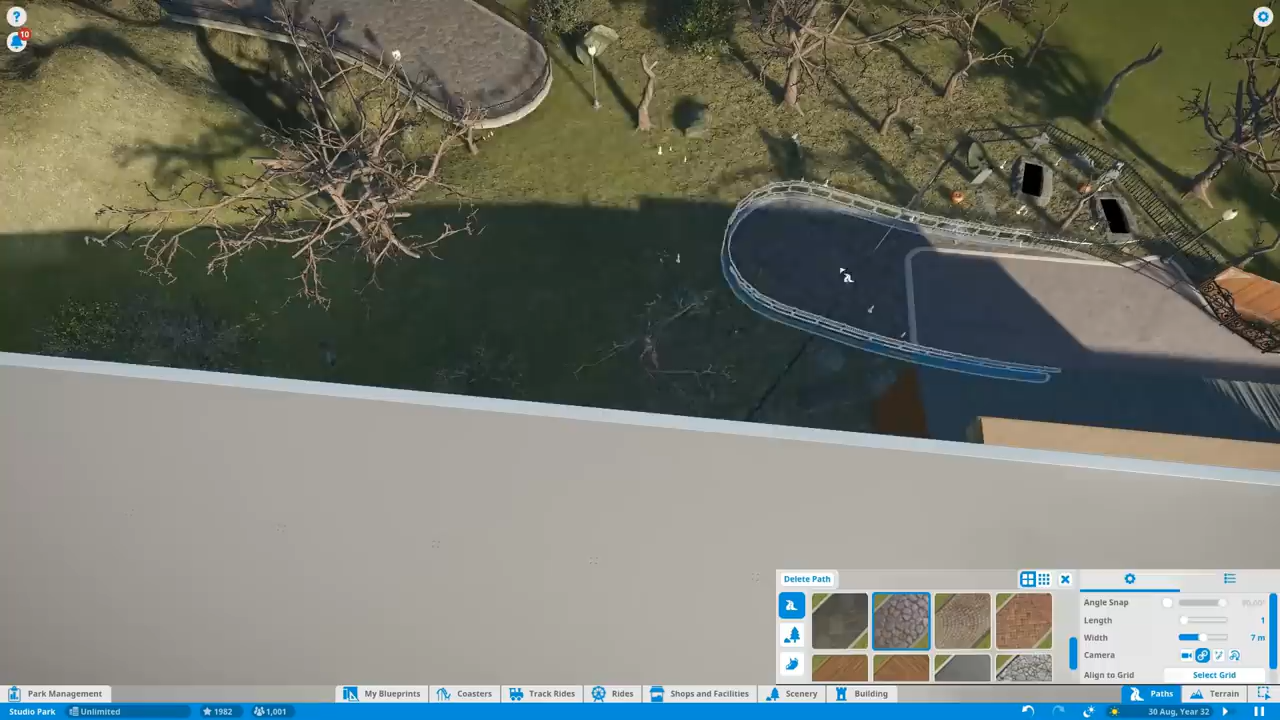 ?
10
Delete Path
Angle Snap 90.00°
Length 1
Width 7 m
Camera
Align to Grid Select Grid
Park Management My Blueprints Coasters Track Rides Rides Shops and Facilities Scenery Building Paths Terrain
Studio Park Unlimited 1982 1,001 30 Aug, Year 32